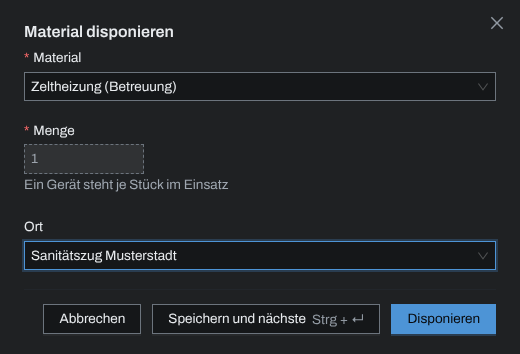 Material disponieren
* Material
Zeltheizung (Betreuung)
* Menge
1
Ein Gerät steht je Stück im Einsatz
Ort
Sanitätszug Musterstadt
Abbrechen
Speichern und nächste Strg + ↵
Disponieren